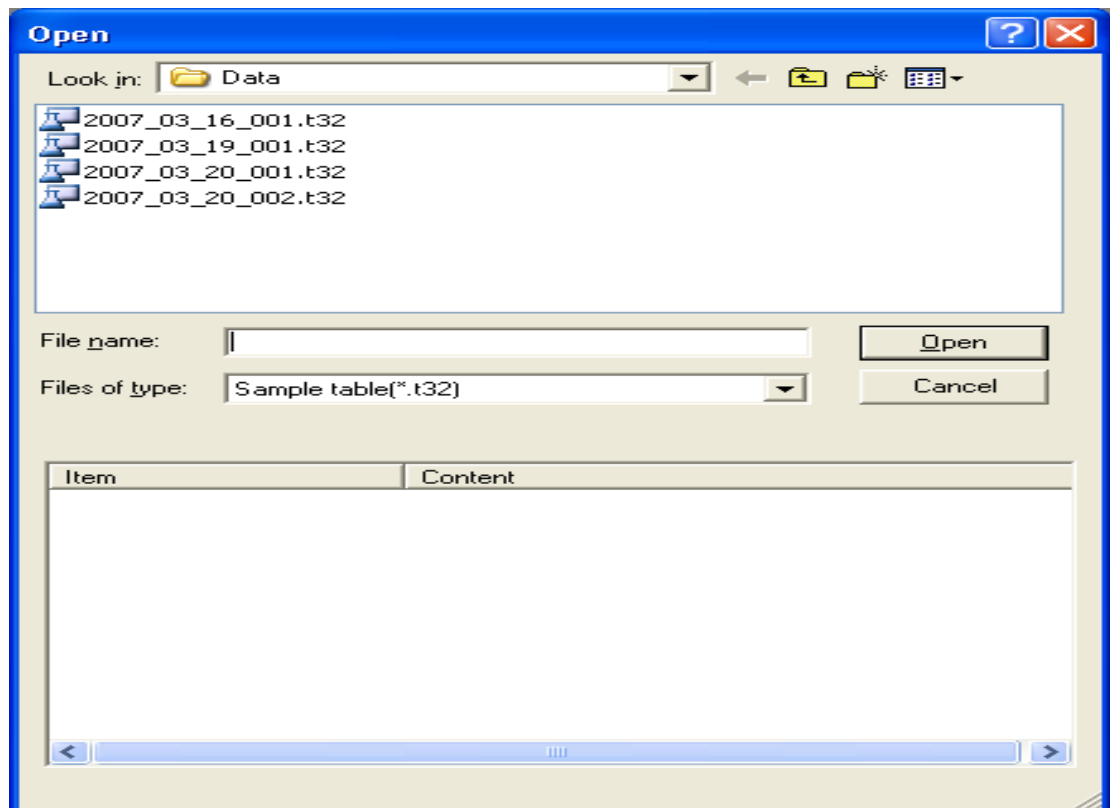 Open
Look in: Data
2007_03_16_001.t32
2007_03_19_001.t32
2007_03_20_001.t32
2007_03_20_002.t32
File name: Open
Files of type: Sample table(*.t32) Cancel
Item Content